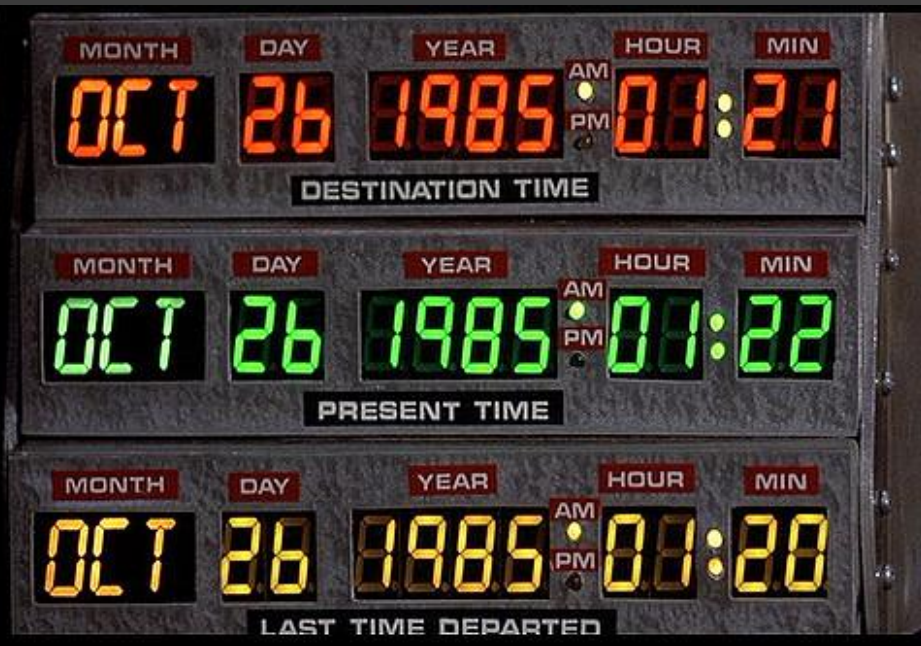 MONTH DAY YEAR HOUR MIN
OCT 26 1985 AM PM 01:21
DESTINATION TIME
MONTH DAY YEAR HOUR MIN
OCT 26 1985 AM PM 01:22
PRESENT TIME
MONTH DAY YEAR HOUR MIN
OCT 26 1985 AM PM 01:20
LAST TIME DEPARTED